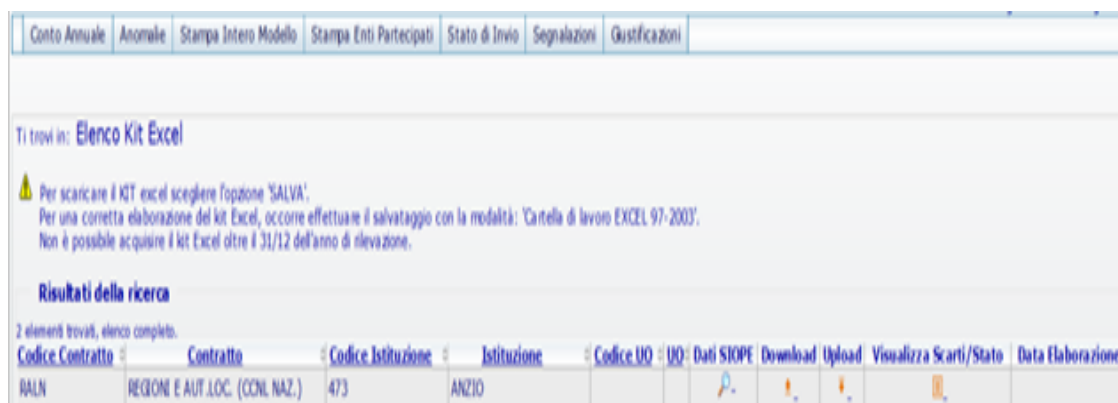 Conto Annuale Anomalie Stampa Intero Modello Stampa Enti Partecipati Stato di Invio Segnalazioni Giustificazioni
Ti trovi in: Elenco Kit Excel
Per scaricare il KIT excel scegliere l'opzione 'SALVA'.
Per una corretta elaborazione del kit Excel, occorre effettuare il salvataggio con la modalità: 'Cartella di lavoro EXCEL 97-2003'.
Non è possibile acquisire il kit Excel oltre il 31/12 dell'anno di rilevazione.
Risultati della ricerca
2 elementi trovati, elenco completo.
Codice Contratto Contratto Codice Istituzione Istituzione Codice UO UO Dati SIOPE Download Upload Visualizza Scarti/Stato Data Elaborazione
RALN REGIONI E AUT.LOC. (CCNL NAZ.) 473 ANZIO